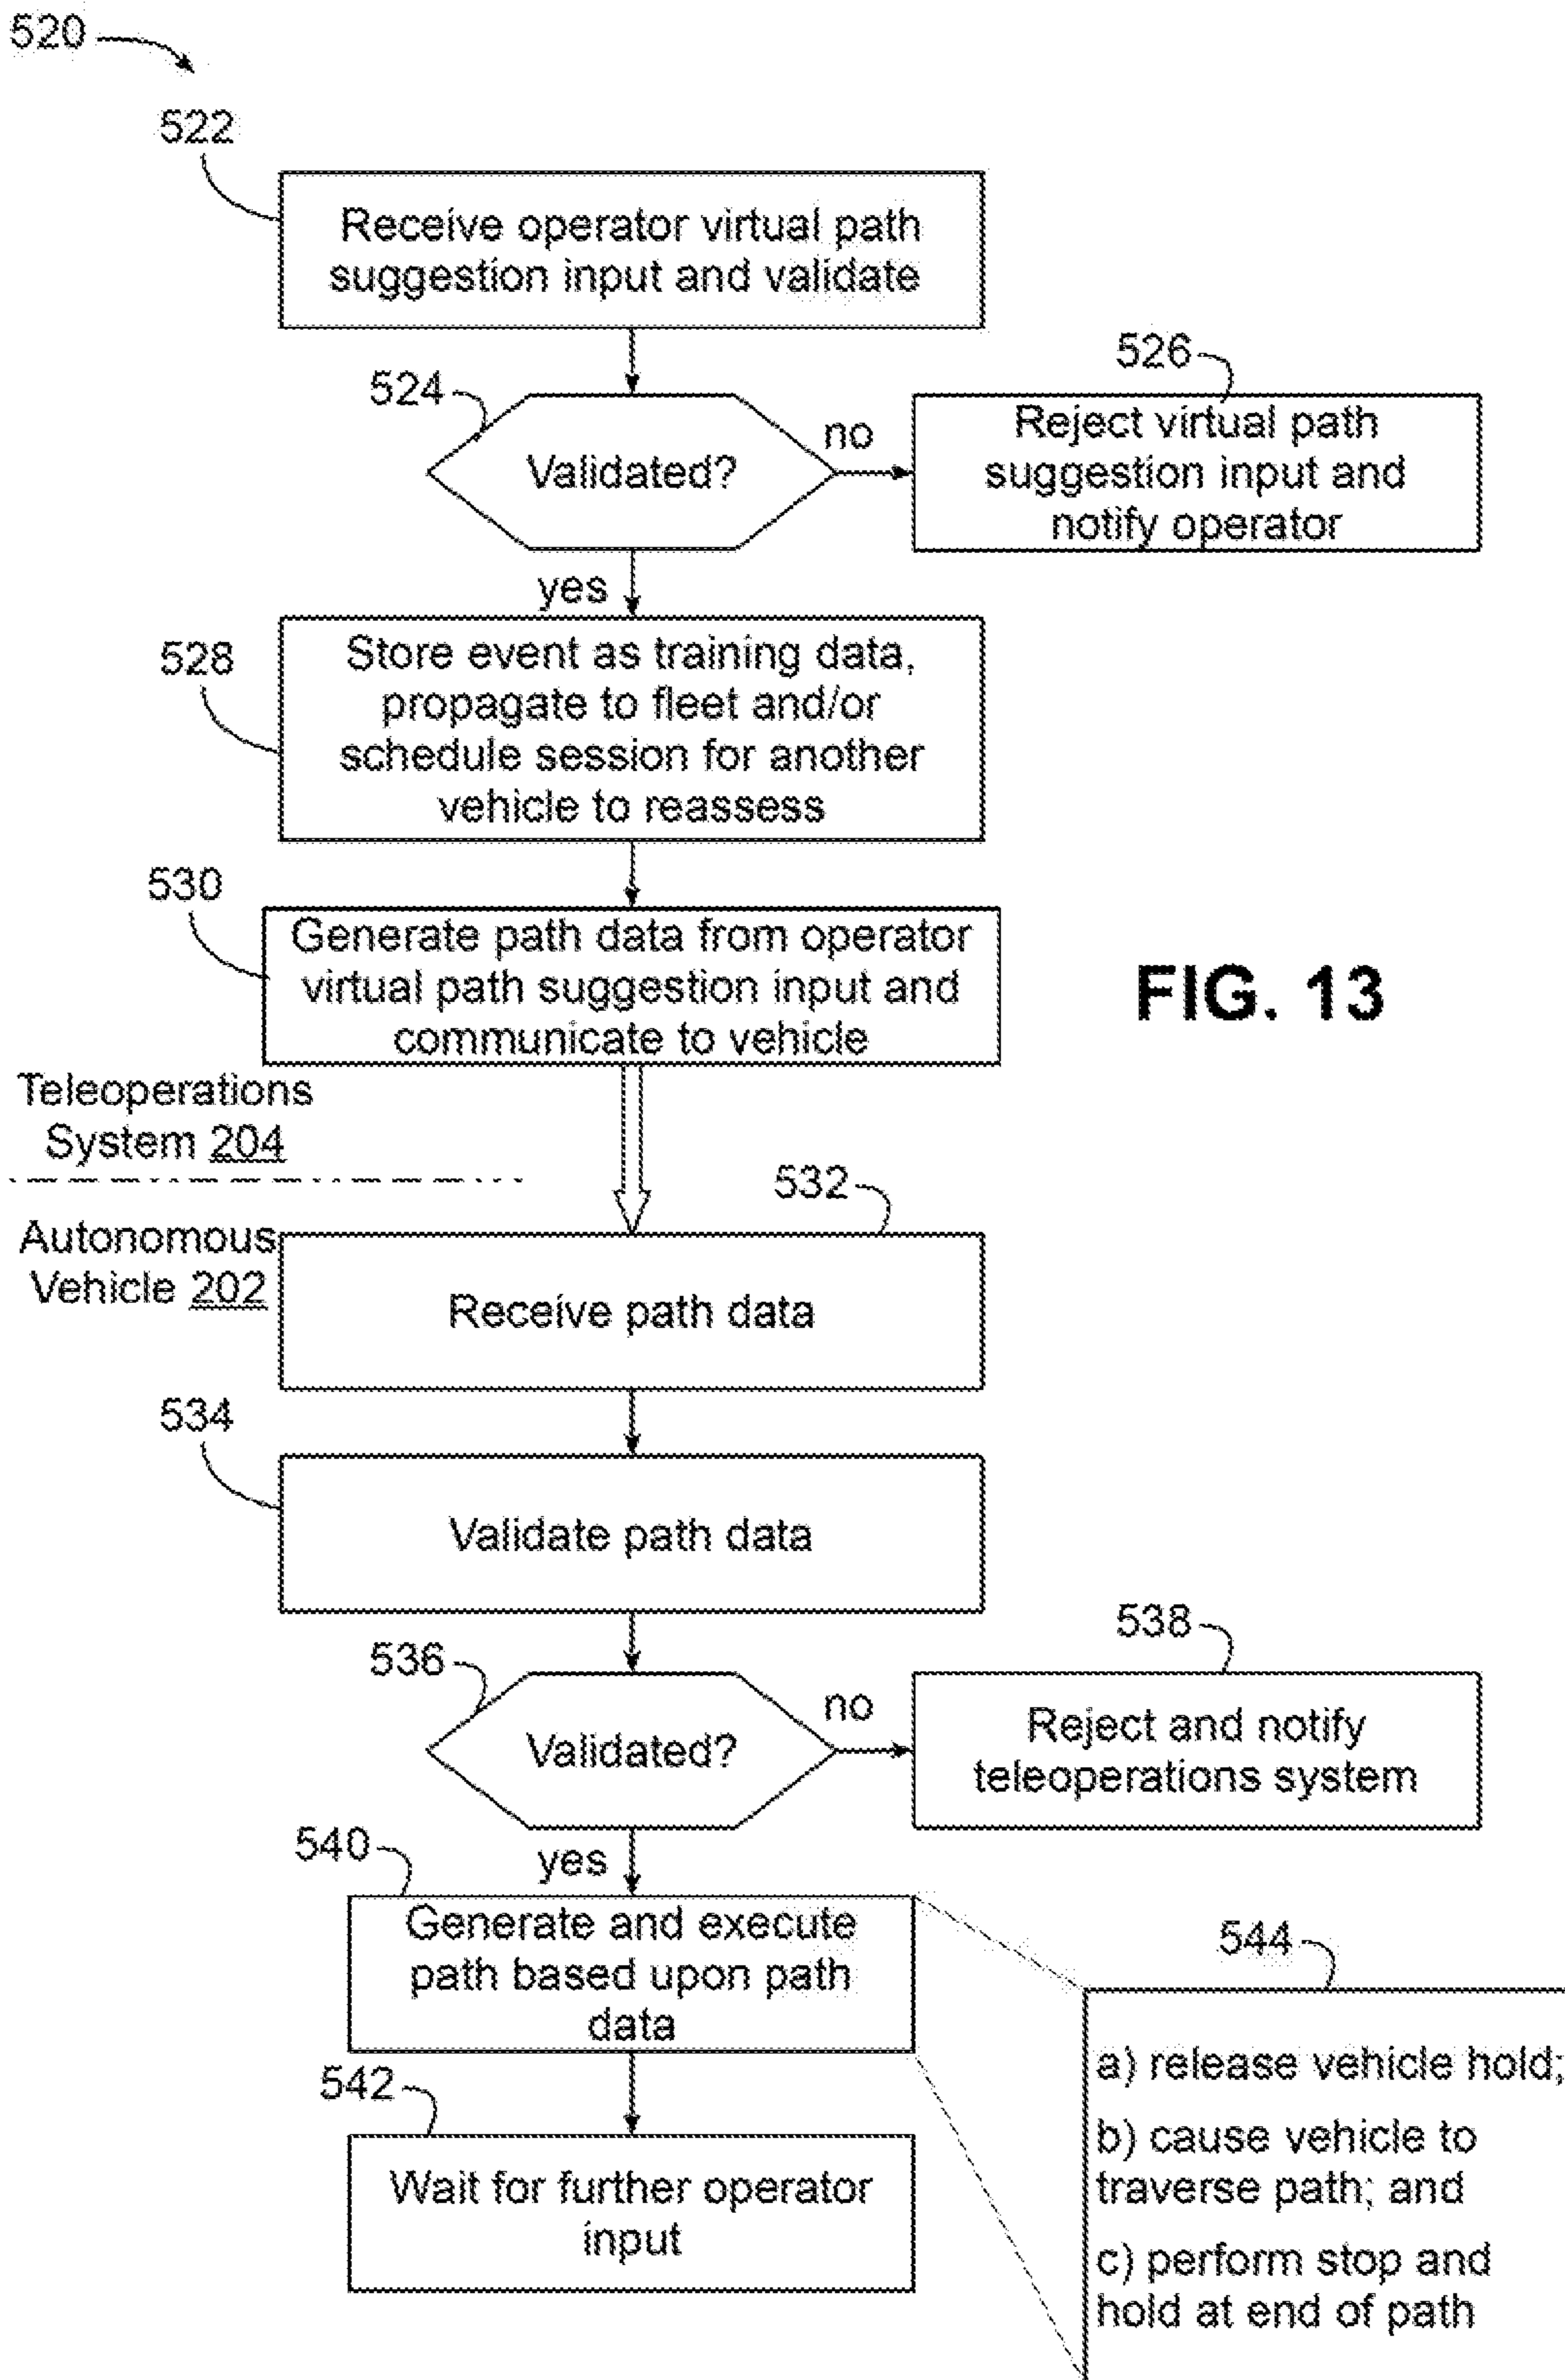 520
522
Receive operator virtual path
suggestion input and validate
524
Validated?
no
526
Reject virtual path
suggestion input and
notify operator
yes
528
Store event as training data,
propagate to fleet and/or
schedule session for another
vehicle to reassess
530
Generate path data from operator
virtual path suggestion input and
communicate to vehicle
FIG. 13
Teleoperations
System 204
Autonomous
Vehicle 202
532
Receive path data
534
Validate path data
536
Validated?
no
538
Reject and notify
teleoperations system
yes
540
Generate and execute
path based upon path
data
542
Wait for further operator
input
544
a) release vehicle hold;
b) cause vehicle to
traverse path; and
c) perform stop and
hold at end of path